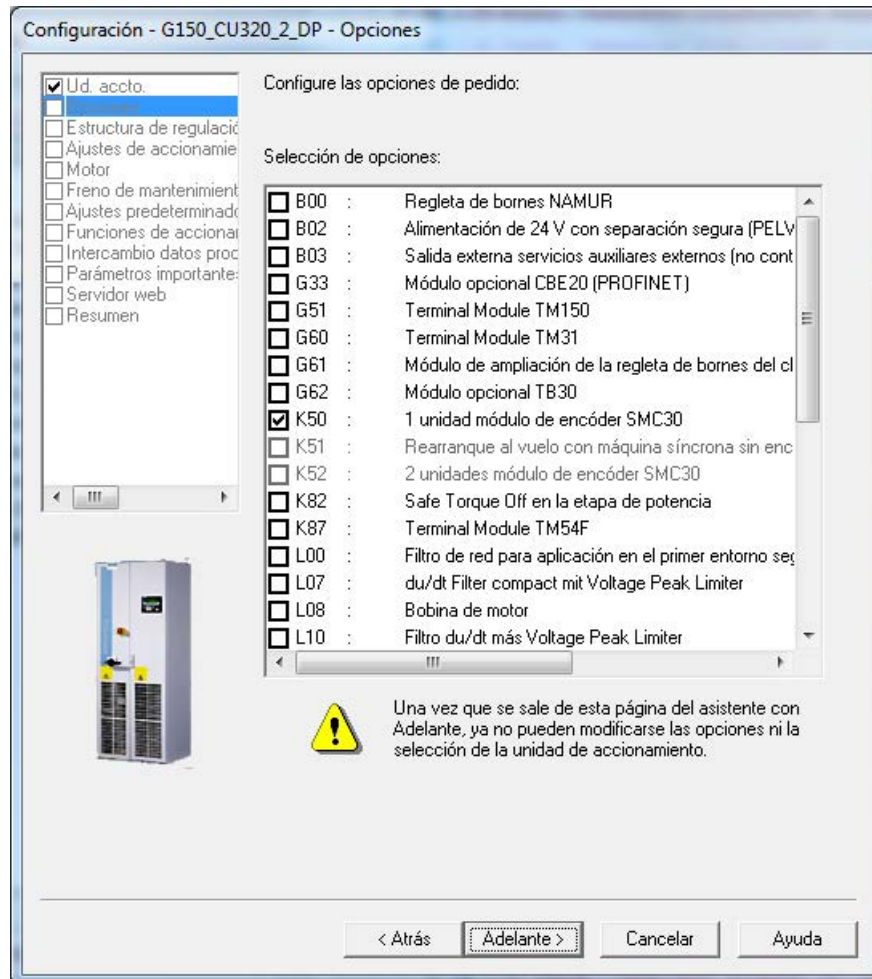 Configuración - G150_CU320_2_DP - Opciones
Ud. accto.
Opciones
Estructura de regulació
Ajustes de accionamie
Motor
Freno de mantenimient
Ajustes predeterminado
Funciones de accionar
Intercambio datos proc
Parámetros importante:
Servidor web
Resumen
Configure las opciones de pedido:
Selección de opciones:
B00 : Regleta de bornes NAMUR
B02 : Alimentación de 24 V con separación segura (PELV
B03 : Salida externa servicios auxiliares externos (no cont
G33 : Módulo opcional CBE20 (PROFINET)
G51 : Terminal Module TM150
G60 : Terminal Module TM31
G61 : Módulo de ampliación de la regleta de bornes del cl
G62 : Módulo opcional TB30
K50 : 1 unidad módulo de encóder SMC30
K51 : Rearranque al vuelo con máquina síncrona sin enc
K52 : 2 unidades módulo de encóder SMC30
K82 : Safe Torque Off en la etapa de potencia
K87 : Terminal Module TM54F
L00 : Filtro de red para aplicación en el primer entorno seg
L07 : du/dt Filter compact mit Voltage Peak Limiter
L08 : Bobina de motor
L10 : Filtro du/dt más Voltage Peak Limiter
Una vez que se sale de esta página del asistente con
Adelante, ya no pueden modificarse las opciones ni la
selección de la unidad de accionamiento.
< Atrás Adelante > Cancelar Ayuda